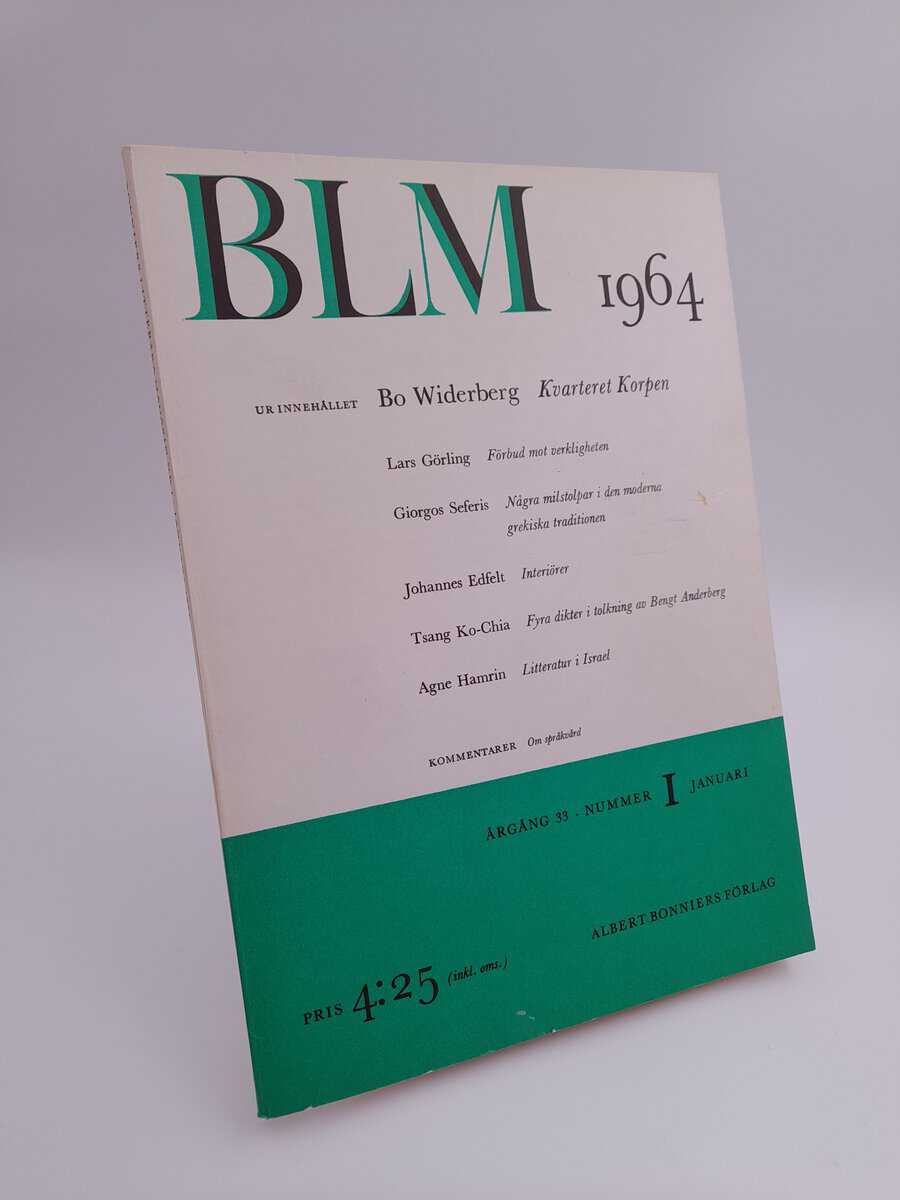 BLM 1964
UR INNEHÅLLET Bo Widerberg Kvarteret Korpen
Lars Görling Förbud mot verkligheten
Giorgos Seferis Några milstolpar i den moderna
grekiska traditionen
Johannes Edfelt Interiörer
Tsang Ko-Chia Fyra dikter i tolkning av Bengt Anderberg
Agne Hamrin Litteratur i Israel
KOMMENTARER Om språkvård
ÅRGÅNG 33 · NUMMER 1 JANUARI
ALBERT BONNIERS FÖRLAG
PRIS 4:25 (inkl. oms.)